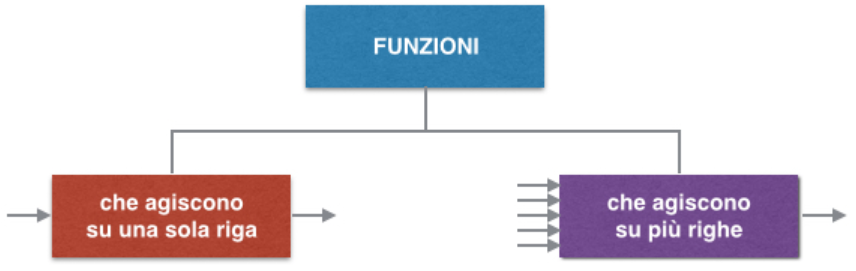 FUNZIONI
che agiscono
su una sola riga
che agiscono
su più righe